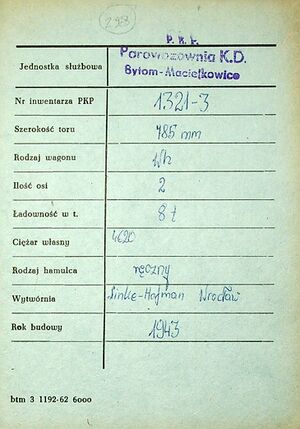 298
P. K. P.
Parowozownia K.D.
Jednostka służbowa
Bytom-Maciejkowice
Nr inwentarza PKP 1321-3
Szerokość toru 785 mm
Rodzaj wagonu Wh
Ilość osi 2
Ładowność w t. 8 t
Ciężar własny 4620
Rodzaj hamulca ręczny
Wytwórnia Linke-Hofman Wrocław
Rok budowy 1943
btm 3 1192-62 6000